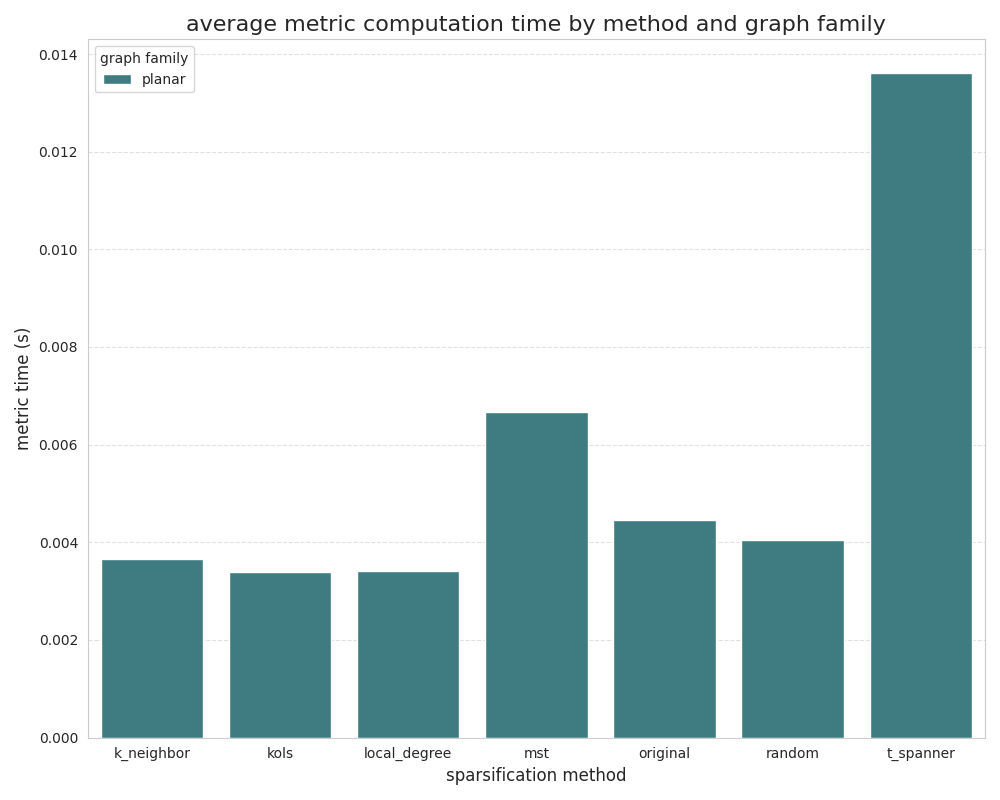 average metric computation time by method and graph family
graph family
planar
metric time (s)
0.014
0.012
0.010
0.008
0.006
0.004
0.002
0.000
k_neighbor
kols
local_degree
mst
original
random
t_spanner
sparsification method